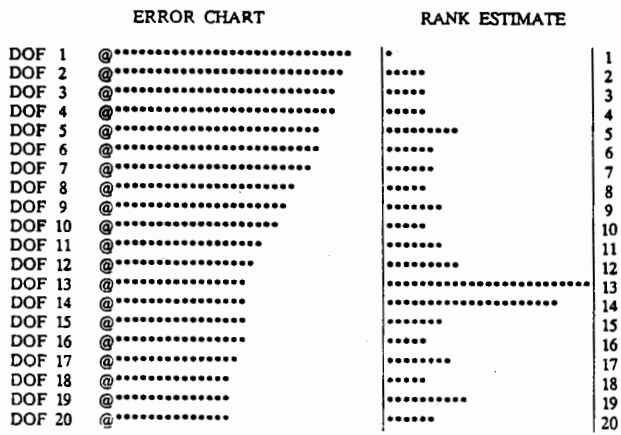 ERROR CHART RANK ESTIMATE
DOF 1 @ 1
DOF 2 @ 2
DOF 3 @ 3
DOF 4 @ 4
DOF 5 @ 5
DOF 6 @ 6
DOF 7 @ 7
DOF 8 @ 8
DOF 9 @ 9
DOF 10 @ 10
DOF 11 @ 11
DOF 12 @ 12
DOF 13 @ 13
DOF 14 @ 14
DOF 15 @ 15
DOF 16 @ 16
DOF 17 @ 17
DOF 18 @ 18
DOF 19 @ 19
DOF 20 @ 20